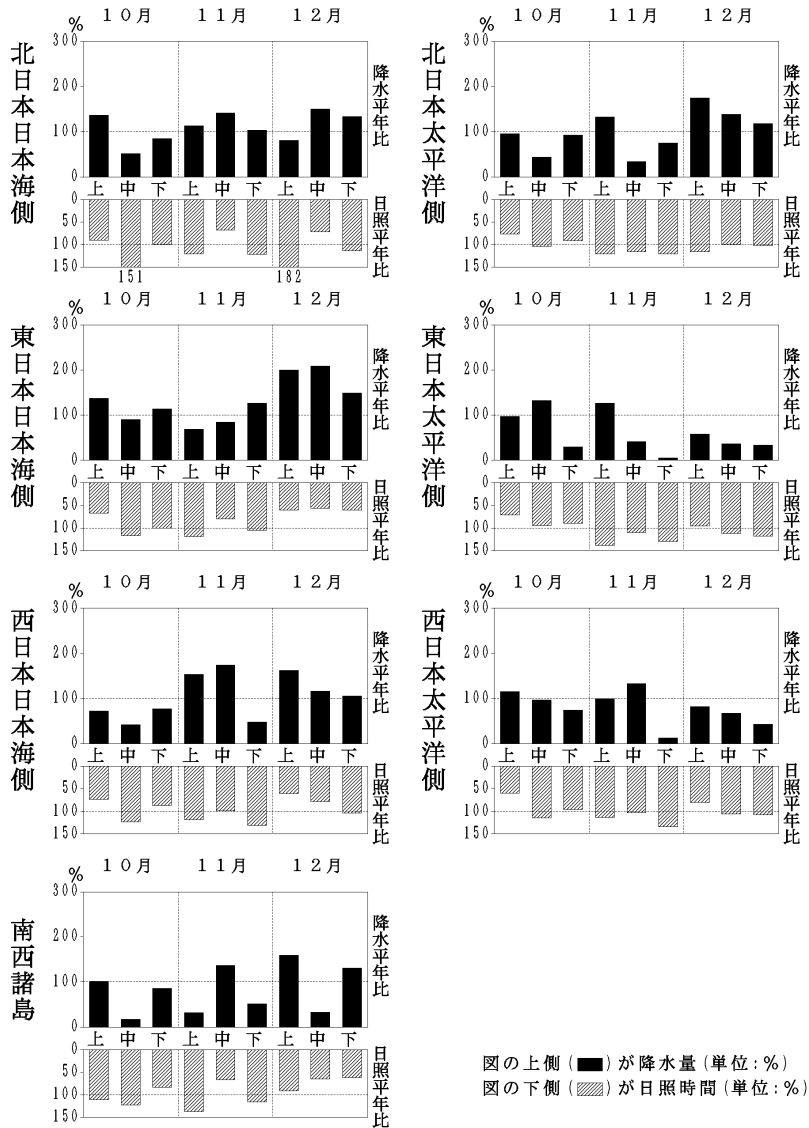 % １０月 １１月 １２月
北日本日本海側
300
200
100
0
降水平年比
上 中 下 上 中 下 上 中 下
0
50
100
150
日照平年比
151 182
% １０月 １１月 １２月
北日本太平洋側
300
200
100
0
降水平年比
上 中 下 上 中 下 上 中 下
0
50
100
150
日照平年比
% １０月 １１月 １２月
東日本日本海側
300
200
100
0
降水平年比
上 中 下 上 中 下 上 中 下
0
50
100
150
日照平年比
% １０月 １１月 １２月
東日本太平洋側
300
200
100
0
降水平年比
上 中 下 上 中 下 上 中 下
0
50
100
150
日照平年比
% １０月 １１月 １２月
西日本日本海側
300
200
100
0
降水平年比
上 中 下 上 中 下 上 中 下
0
50
100
150
日照平年比
% １０月 １１月 １２月
西日本太平洋側
300
200
100
0
降水平年比
上 中 下 上 中 下 上 中 下
0
50
100
150
日照平年比
% １０月 １１月 １２月
南西諸島
300
200
100
0
降水平年比
上 中 下 上 中 下 上 中 下
0
50
100
150
日照平年比
図の上側(■)が降水量(単位:%)
図の下側( )が日照時間(単位:%)